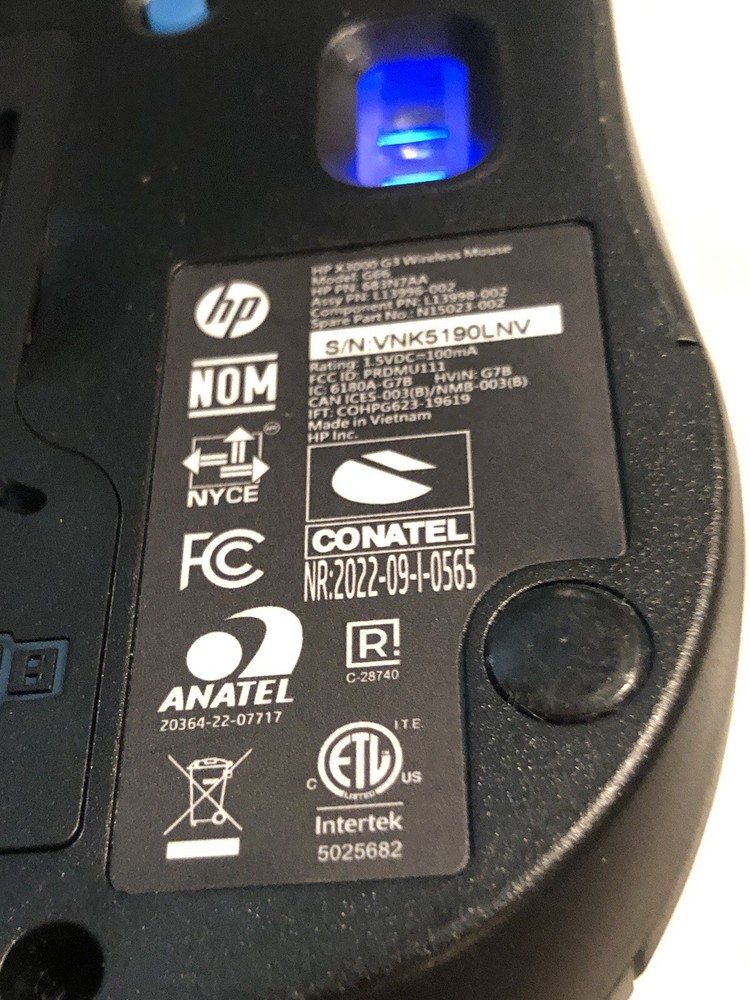 hp
HP X3000 G3 Wireless Mouse
Model: G66
HP PN: 683N7AA
Assy PN: L13996-002
Component PN: L13998-002
Spare Part No.: N15023-002
S/N:VNK5190LNV
Rating: 1.5VDC⎓100mA
FCC ID: PRDMU111
IC: 6180A-G7B HVIN: G7B
CAN ICES-003(B)/NMB-003(B)
IFT: COHPG623-19619
Made in Vietnam
HP Inc.
NOM
NYCE
FC
CONATEL
NR:2022-09-I-0565
ANATEL
20364-22-07717
R!
C-28740
I.T.E.
ETL
C US
LISTED
Intertek
5025682